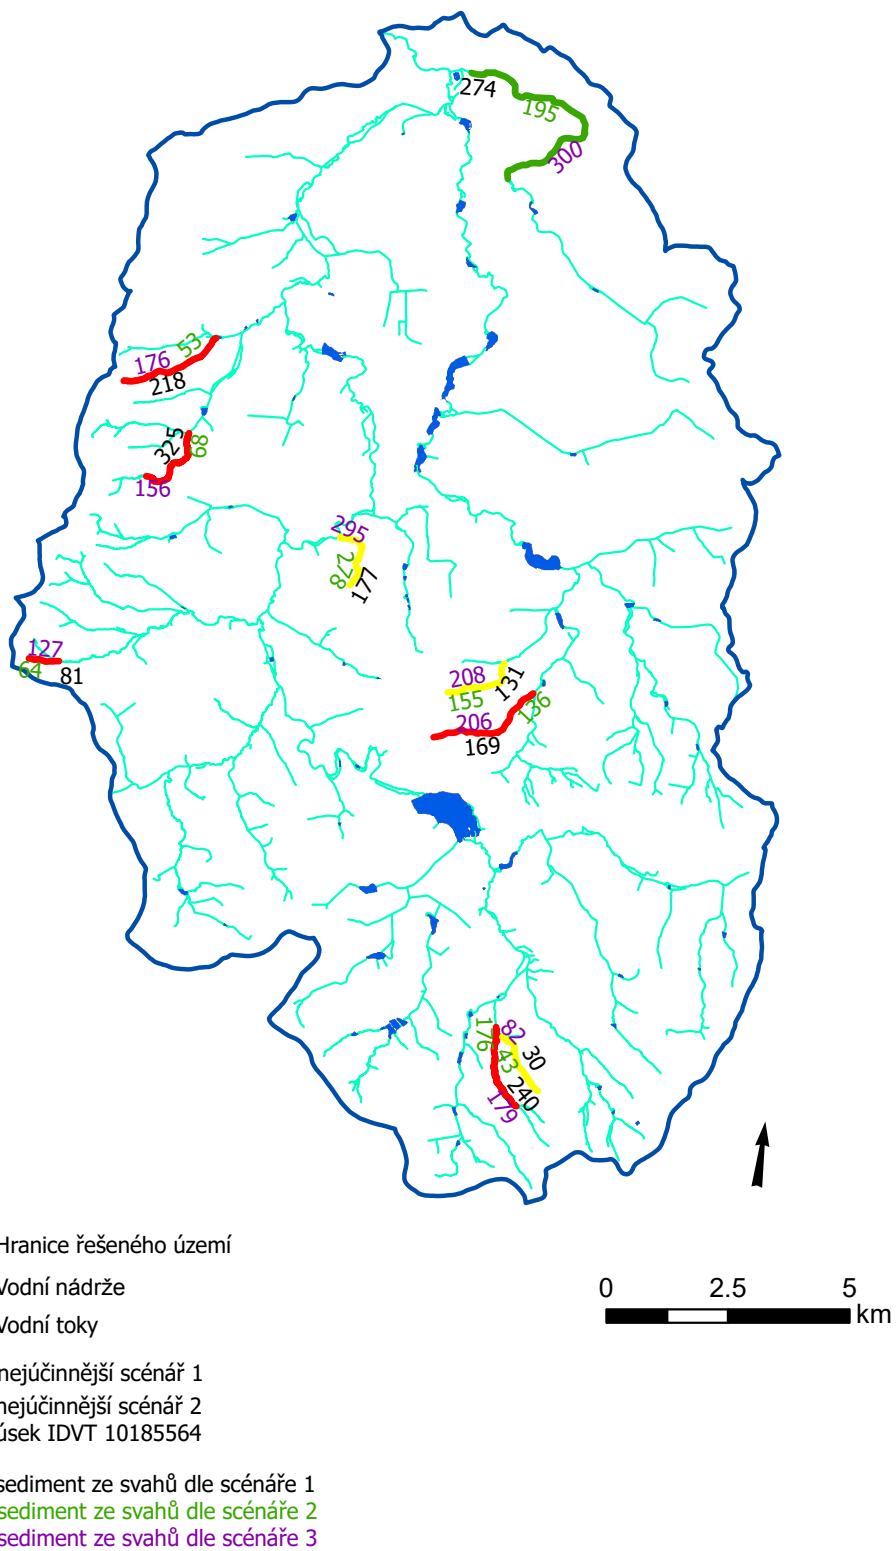 274
195
300
53
176
218
325
89
156
295
278
177
127
64
81
208
131
155
136
206
169
82
176
30
43
240
179
Hranice řešeného území
0 2.5 5
km
Vodní nádrže
Vodní toky
nejúčinnější scénář 1
nejúčinnější scénář 2
úsek IDVT 10185564
sediment ze svahů dle scénáře 1
sediment ze svahů dle scénáře 2
sediment ze svahů dle scénáře 3